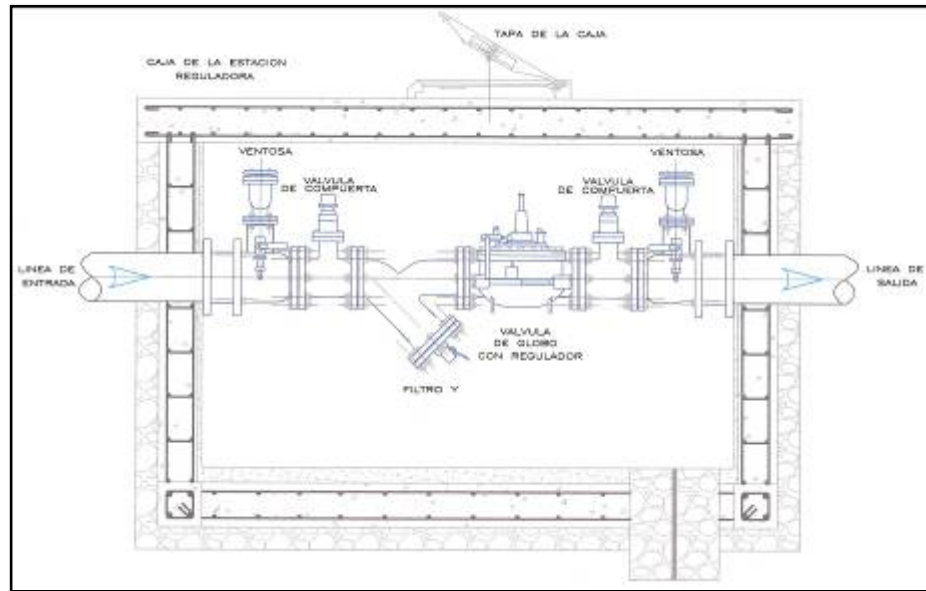 TAPA DE LA CAJA
CAJA DE LA ESTACION
REGULADORA
VENTOSA
VALVULA
DE COMPUERTA
VALVULA
DE COMPUERTA
VENTOSA
LINEA DE
ENTRADA
LINEA DE
SALIDA
VALVULA
DE GLOBO
CON REGULADOR
FILTRO Y